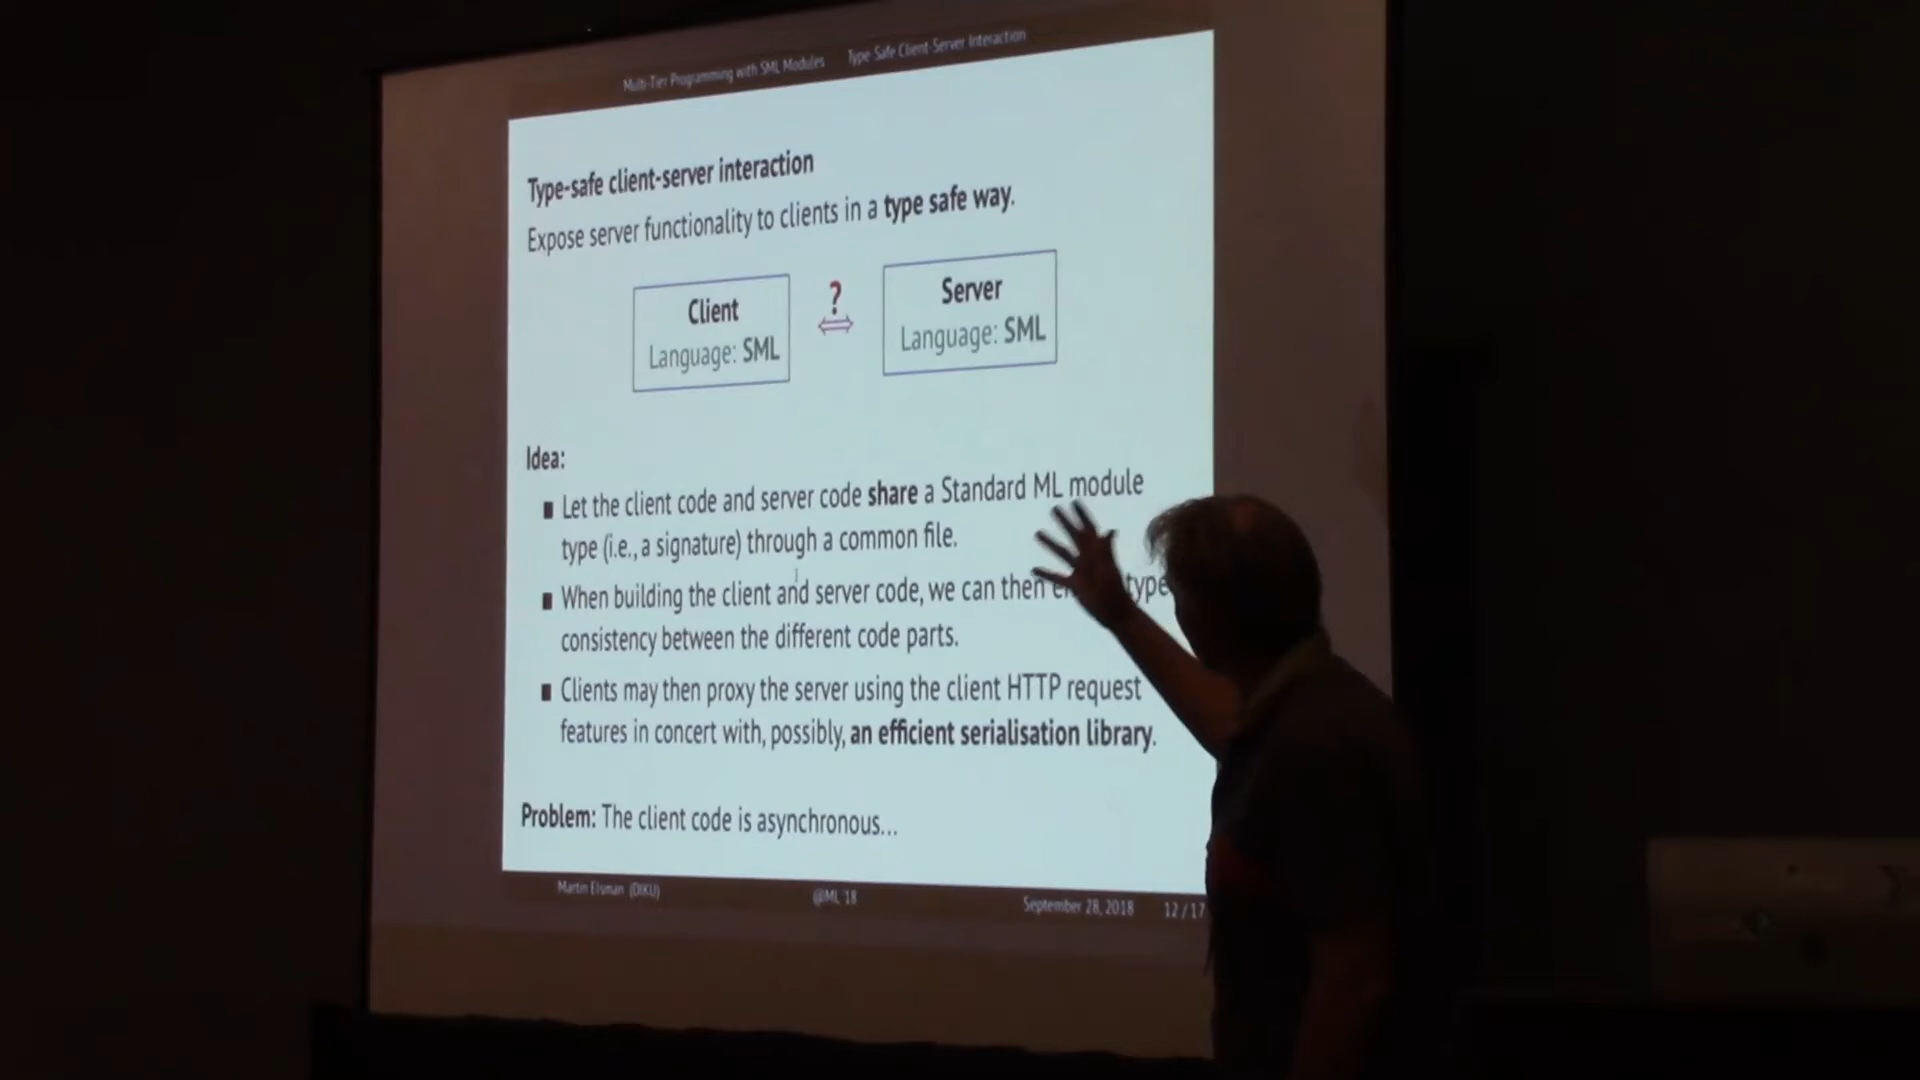 Multi-Tier Programming with SML Modules Type-Safe Client-Server Interaction
Type-safe client-server interaction
Expose server functionality to clients in a type safe way.
Client
Language: SML
?
Server
Language: SML
Idea:
Let the client code and server code share a Standard ML module
type (i.e., a signature) through a common file.
When building the client and server code, we can then type
consistency between the different code parts.
Clients may then proxy the server using the client HTTP request
features in concert with, possibly, an efficient serialisation library.
Problem: The client code is asynchronous...
Martin Elsman (DIKU) @ML'18 September 28, 2018 12 / 17